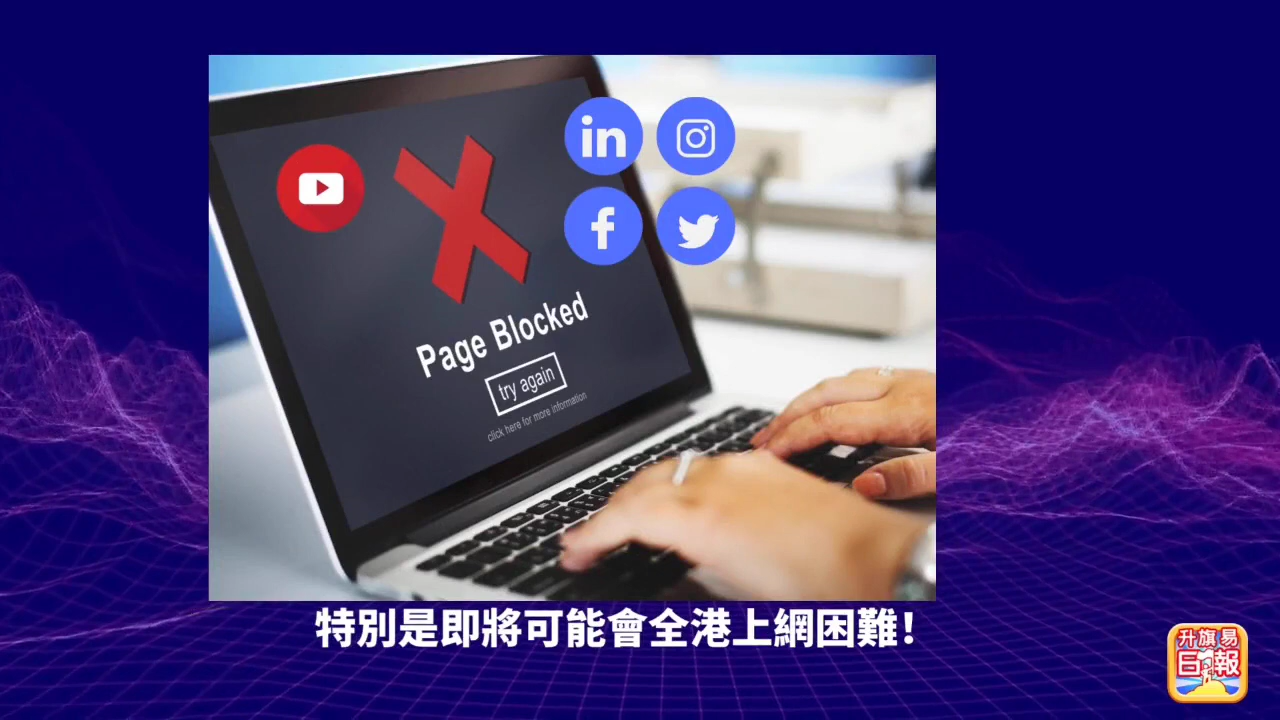 in
f
Page Blocked
try again
click here for more information
特別是即將可能會全港上網困難!
升旗易
日報